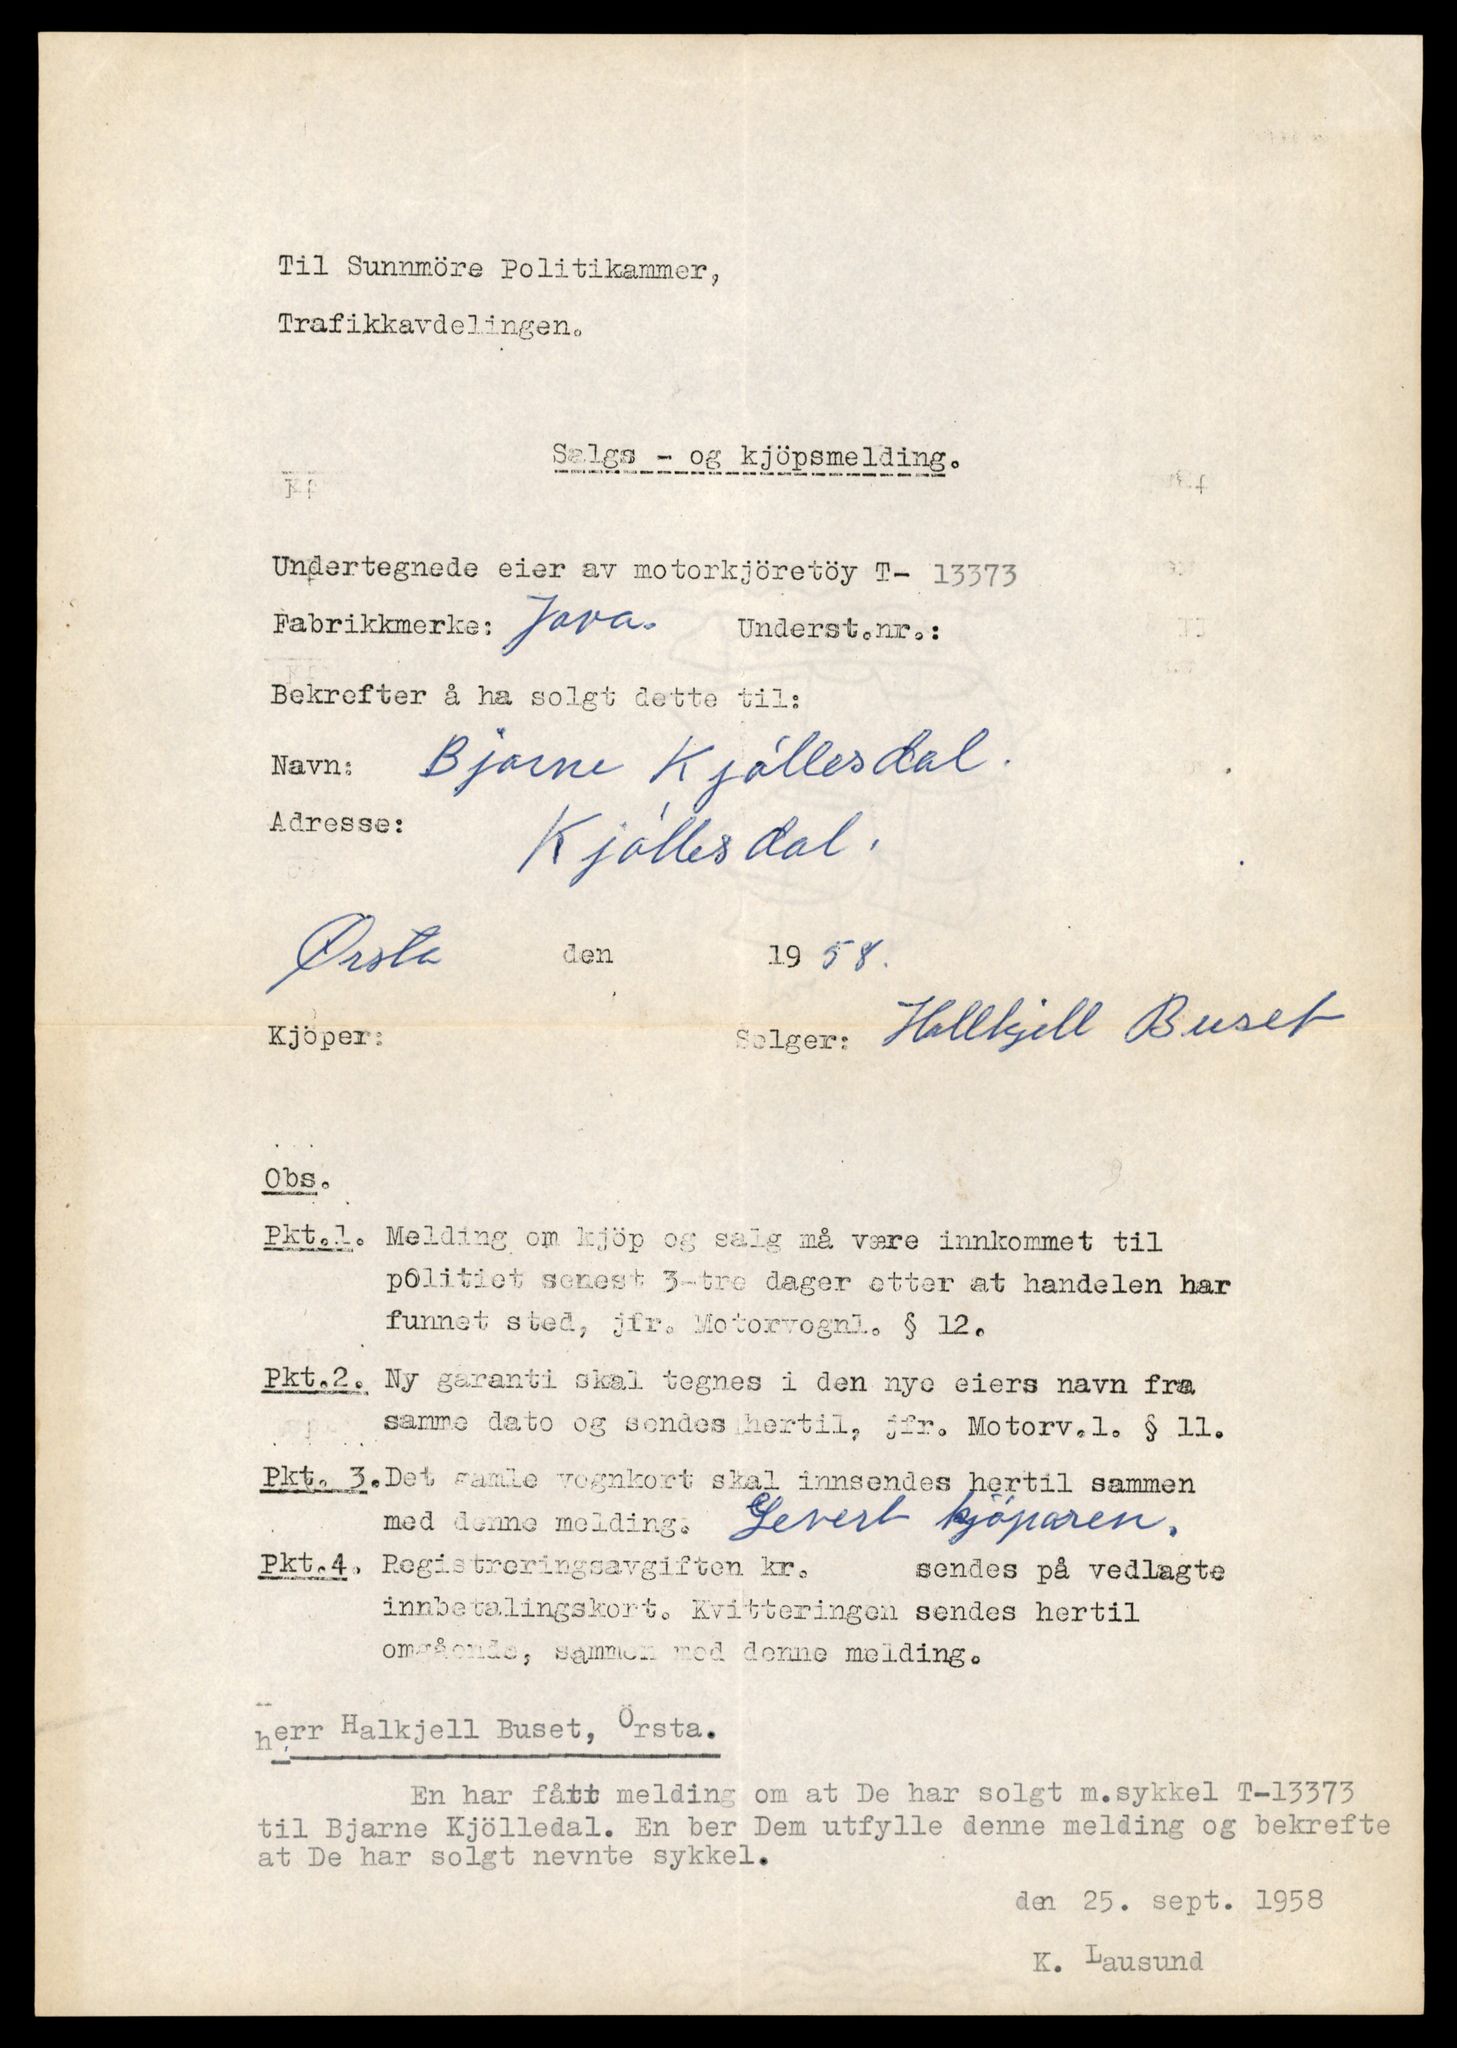 Til Sunnmöre Politikammer,
Trafikkavdelingen.
Salgs - og kjöpsmelding.
Undertegnede eier av motorkjöretöy T- 13373
Fabrikkmerke: Java. Underst.nr.:
Bekrefter å ha solgt dette til:
Navn: Bjarne Kjöllesdal.
Adresse: Kjöllesdal.
Ørsta den 19 58.
Kjöper: Selger: Hallkjell Buset
Obs.
Pkt.1. Melding om kjöp og salg må være innkommet til
politiet senest 3-tre dager etter at handelen har
funnet sted, jfr. Motorvognl. § 12.
Pkt.2. Ny garanti skal tegnes i den nye eiers navn fra
samme dato og sendes hertil, jfr. Motorv.l. § 11.
Pkt. 3. Det gamle vognkort skal innsendes hertil sammen
med denne melding. Levert kjöparen.
Pkt.4. Registreringsavgiften kr. sendes på vedlagte
innbetalingskort. Kvitteringen sendes hertil
omgående, sammen med denne melding.
herr Halkjell Buset, Örsta.
En har fått melding om at De har solgt m.sykkel T-13373
til Bjarne Kjölledal. En ber Dem utfylle denne melding og bekrefte
at De har solgt nevnte sykkel.
den 25. sept. 1958
K. Lausund